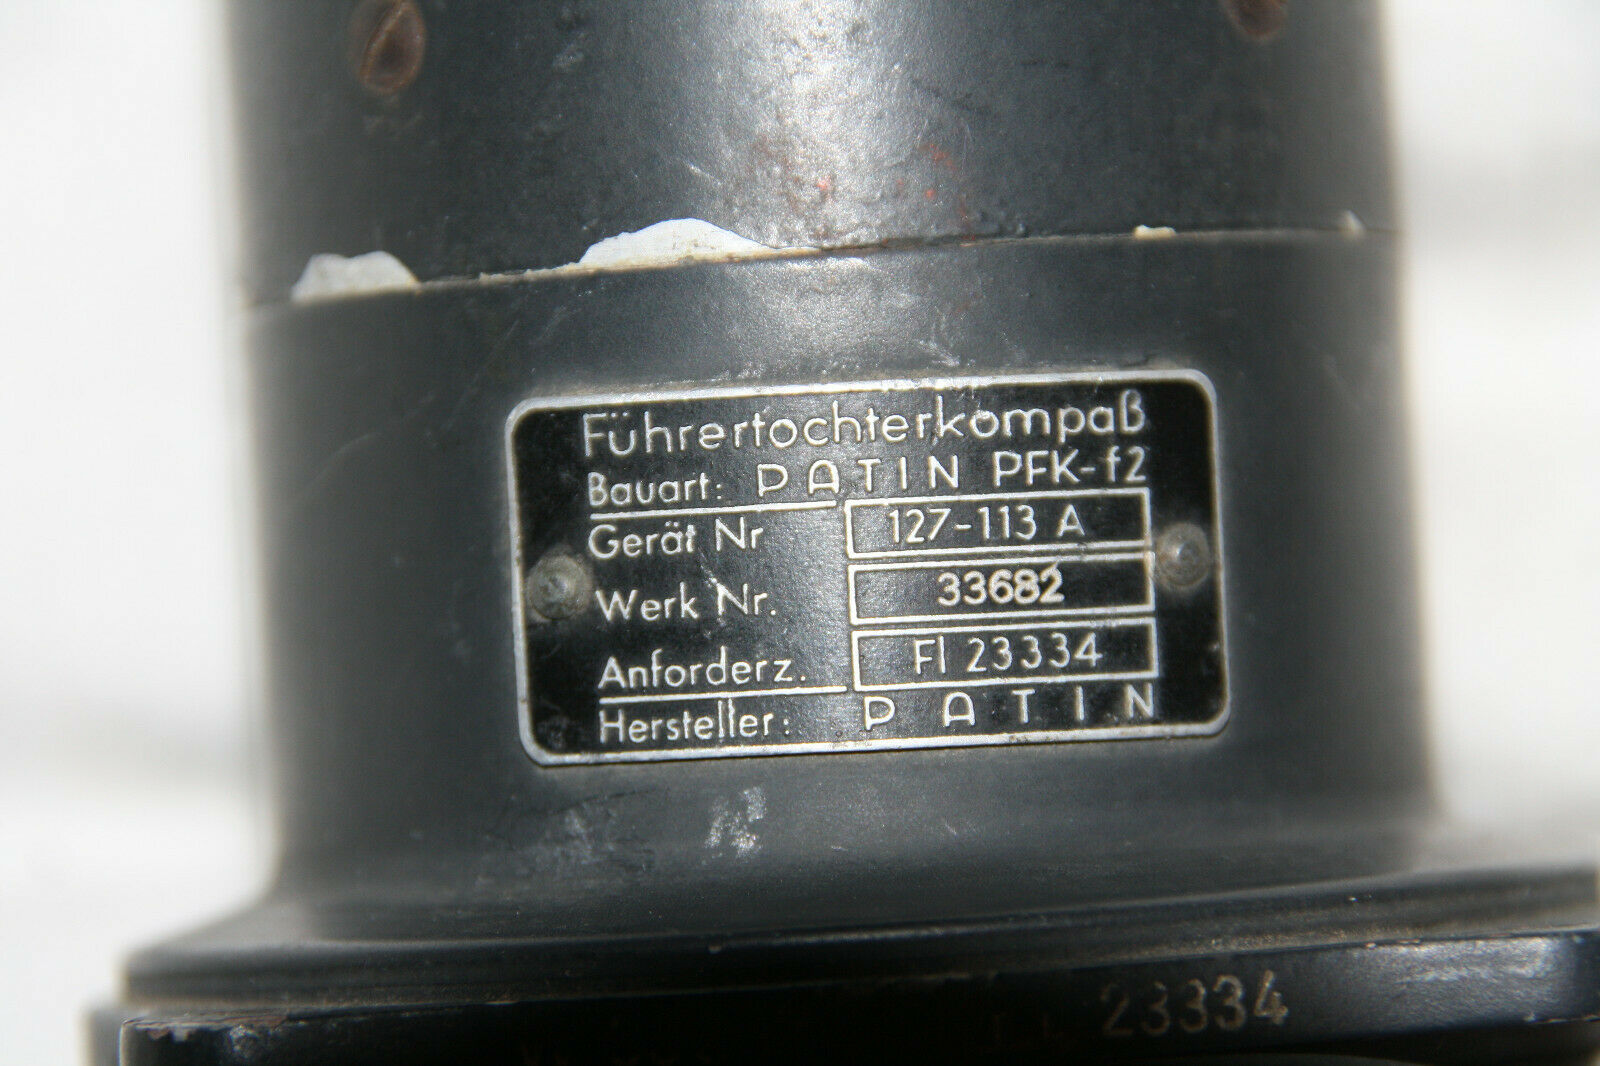 Führertochterkompaß
Bauart: PATIN PFK-f2
Gerät Nr 127-113 A
Werk Nr. 33682
Anforderz. Fl 23334
Hersteller: PATIN
23334